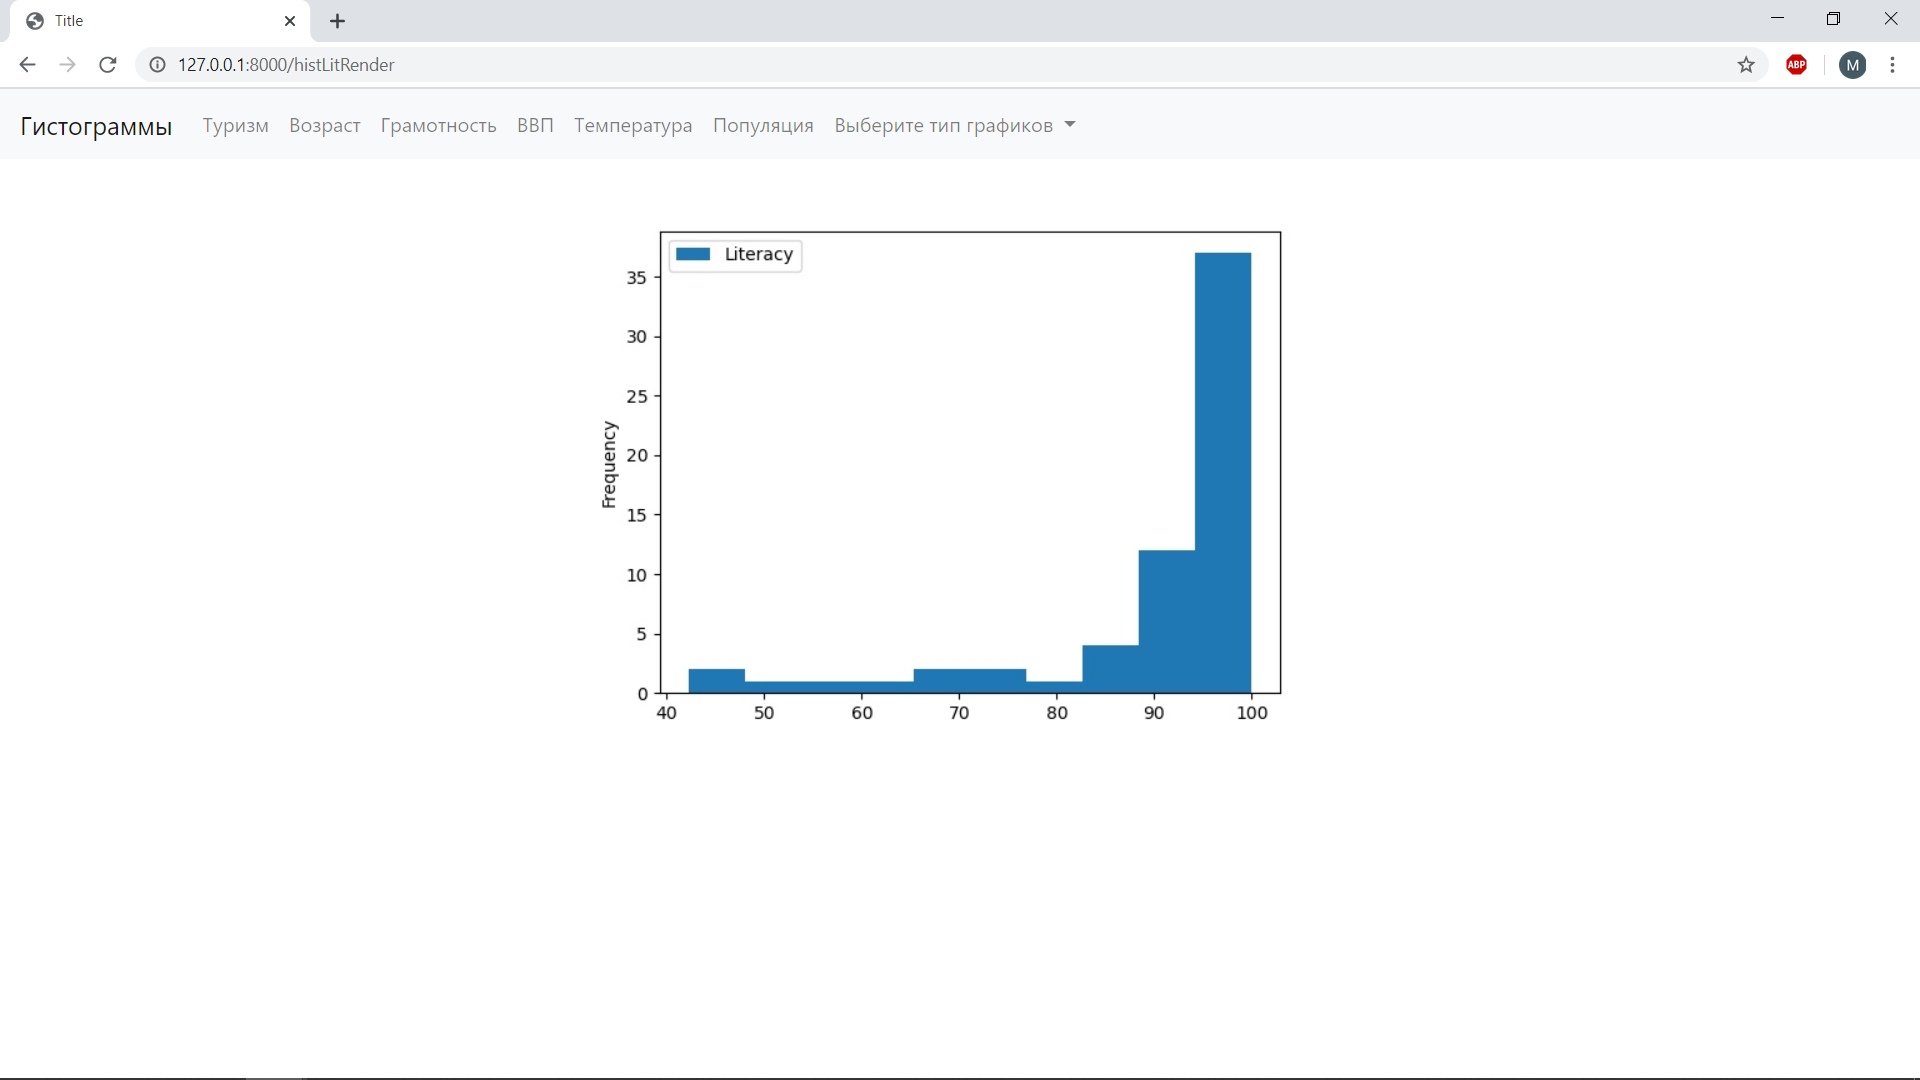 Title
127.0.0.1:8000/histLitRender
ABP
M
Гистограммы Туризм Возраст Грамотность ВВП Температура Популяция Выберите тип графиков
Literacy
35
30
25
20
15
10
5
0
Frequency
40 50 60 70 80 90 100